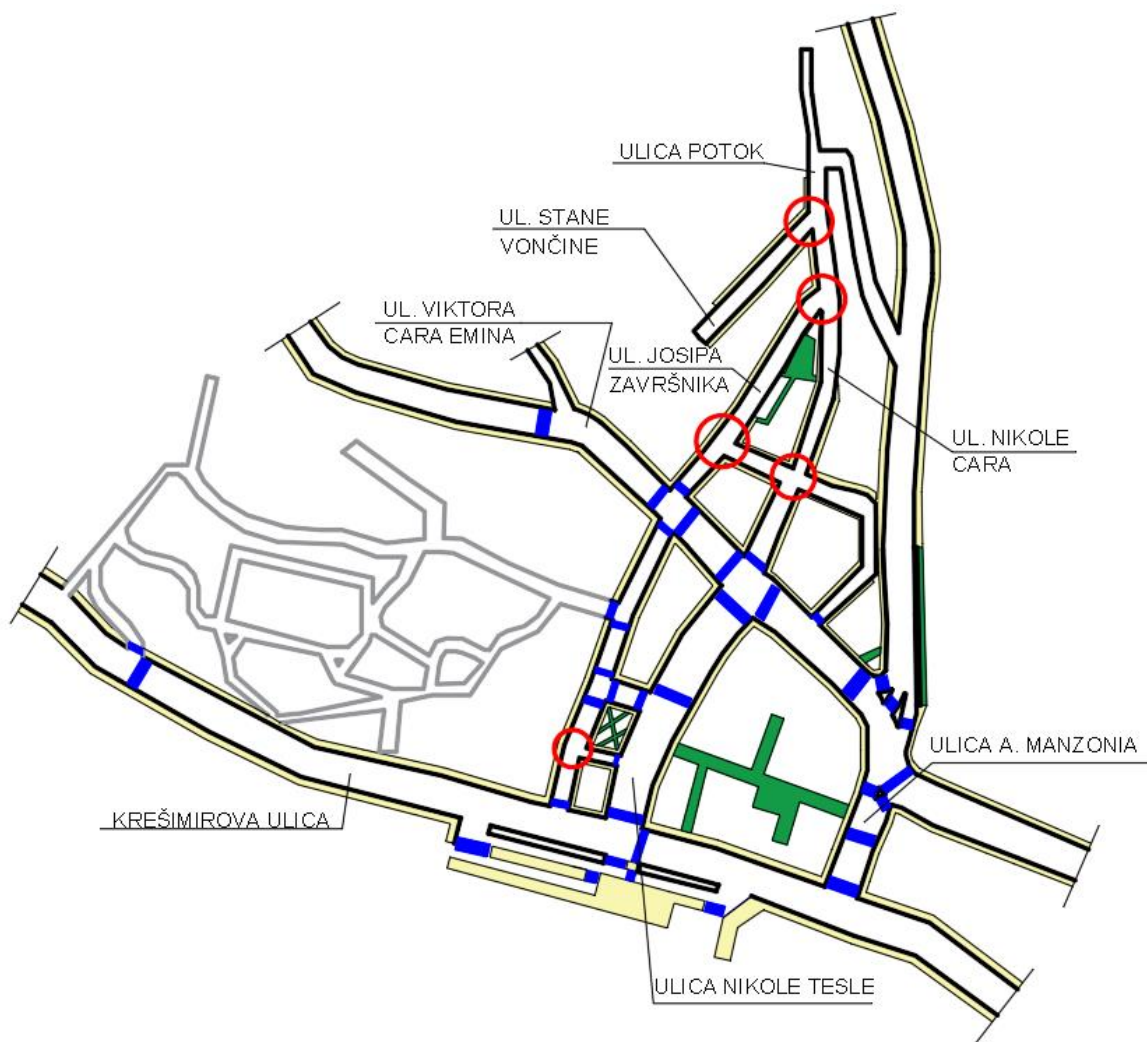 ULICA POTOK
UL. STANE
VONČINE
UL. VIKTORA
CARA EMINA
UL. JOSIPA
ZAVRŠNIKA
UL. NIKOLE
CARA
ULICA A. MANZONIA
KREŠIMIROVA ULICA
ULICA NIKOLE TESLE